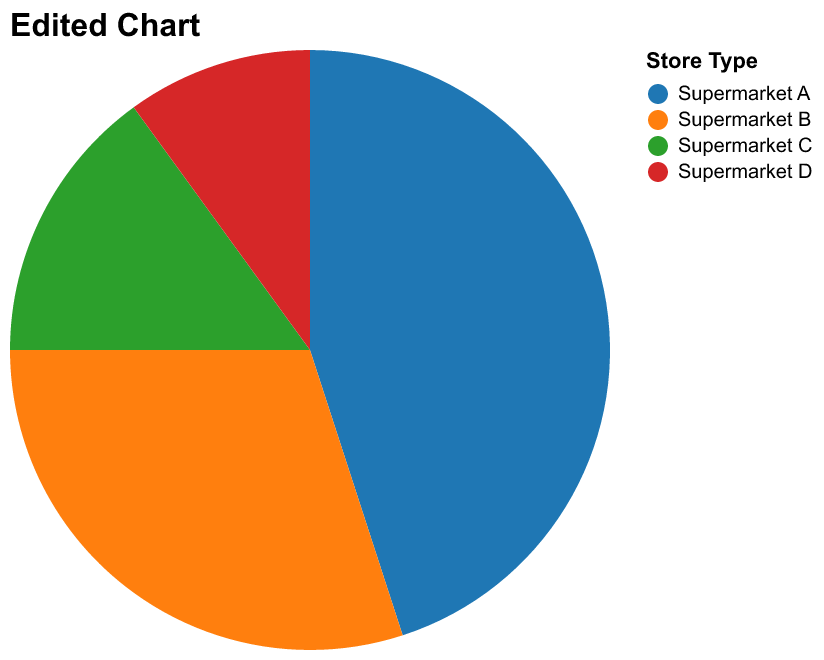 Edited Chart
Store Type
Supermarket A
Supermarket B
Supermarket C
Supermarket D